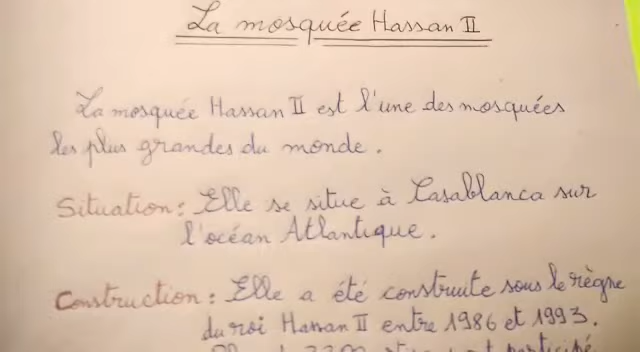 La mosquée Hassan II
La mosquée Hassan II est l'une des mosquées
les plus grandes du monde.
Situation : Elle se situe à Casablanca sur
l'océan Atlantique.
Construction : Elle a été construite sous le règne
du roi Hassan II entre 1986 et 1993.
participé